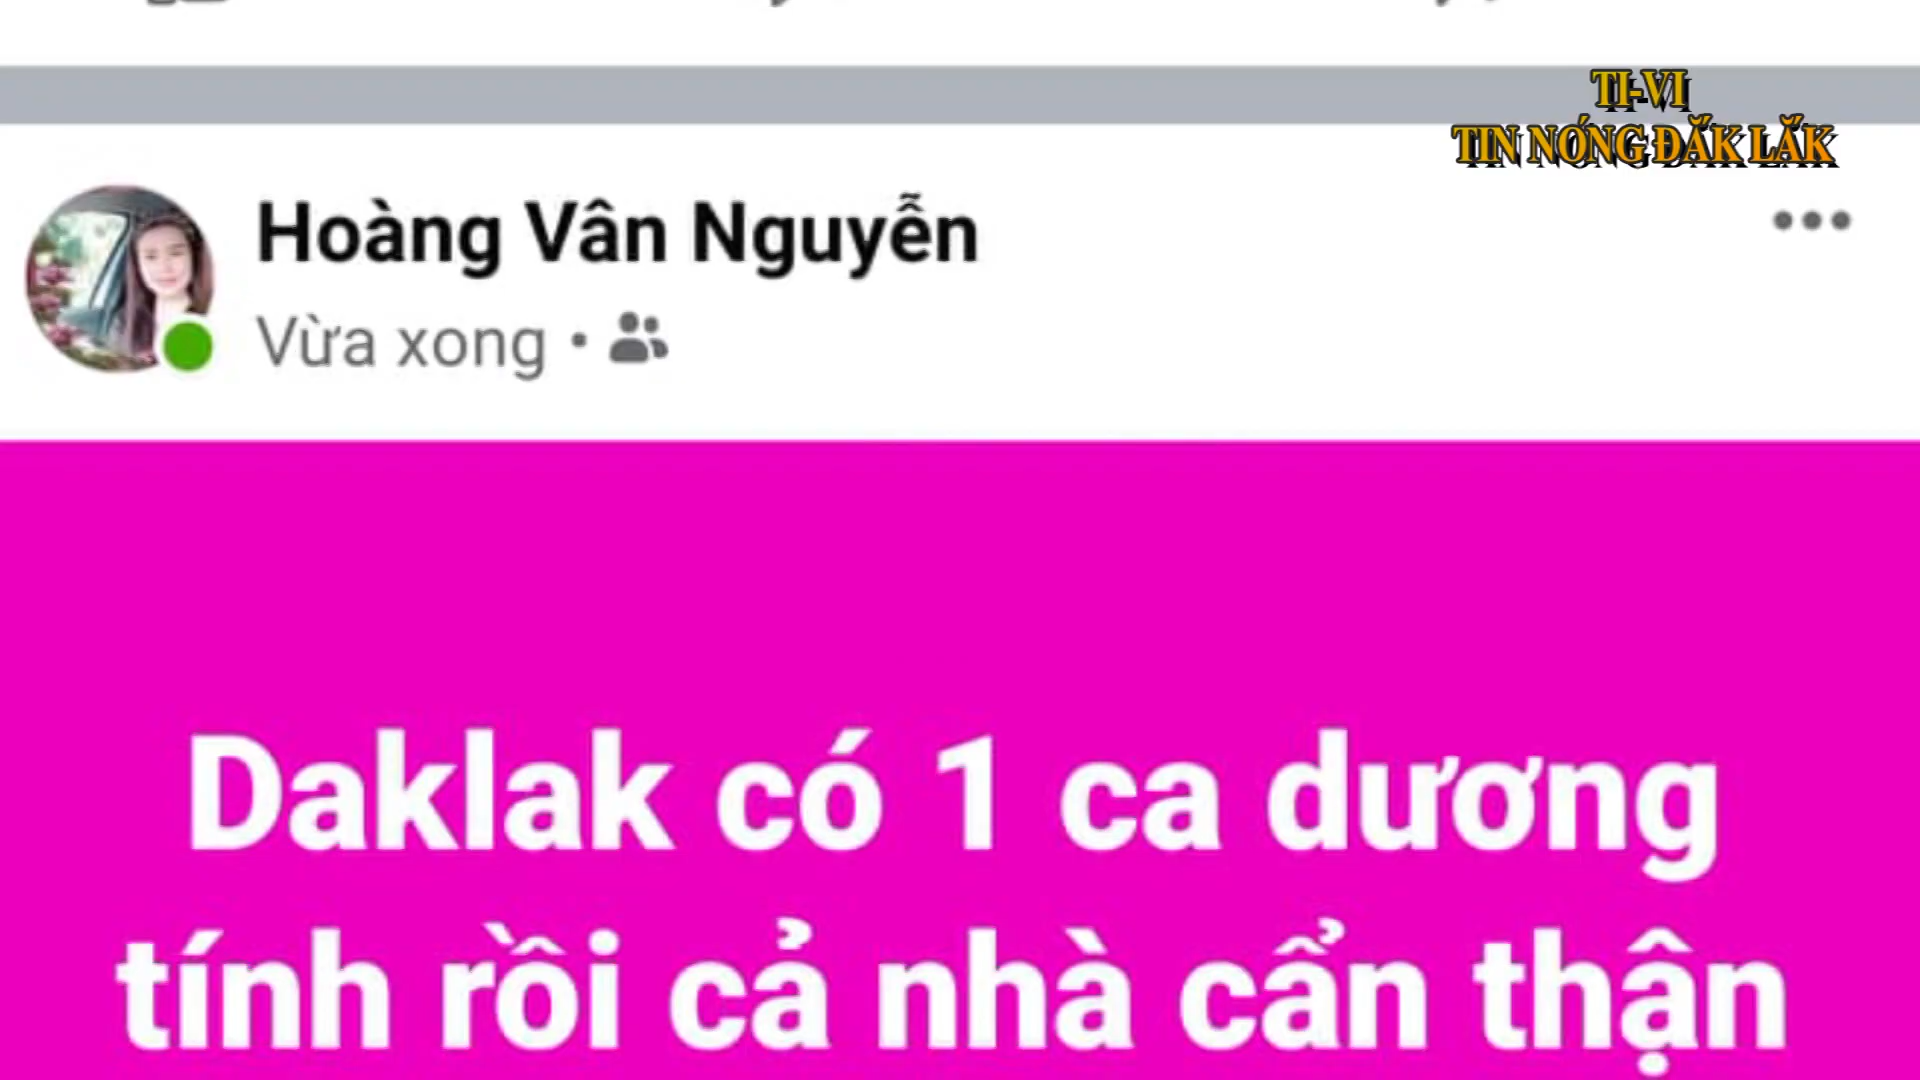 TI-VI
TIN NÓNG ĐẮK LẮK
Hoàng Vân Nguyễn
Vừa xong
Daklak có 1 ca dương
tính rồi cả nhà cẩn thận